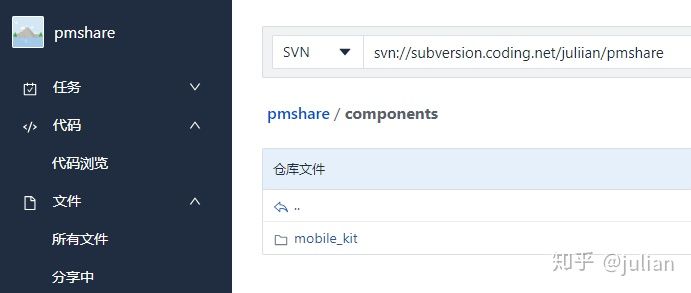 pmshare
任务
代码
代码浏览
文件
所有文件
分享中
SVN
svn://subversion.coding.net/juliian/pmshare
pmshare / components
仓库文件
..
mobile_kit
知乎 @julian